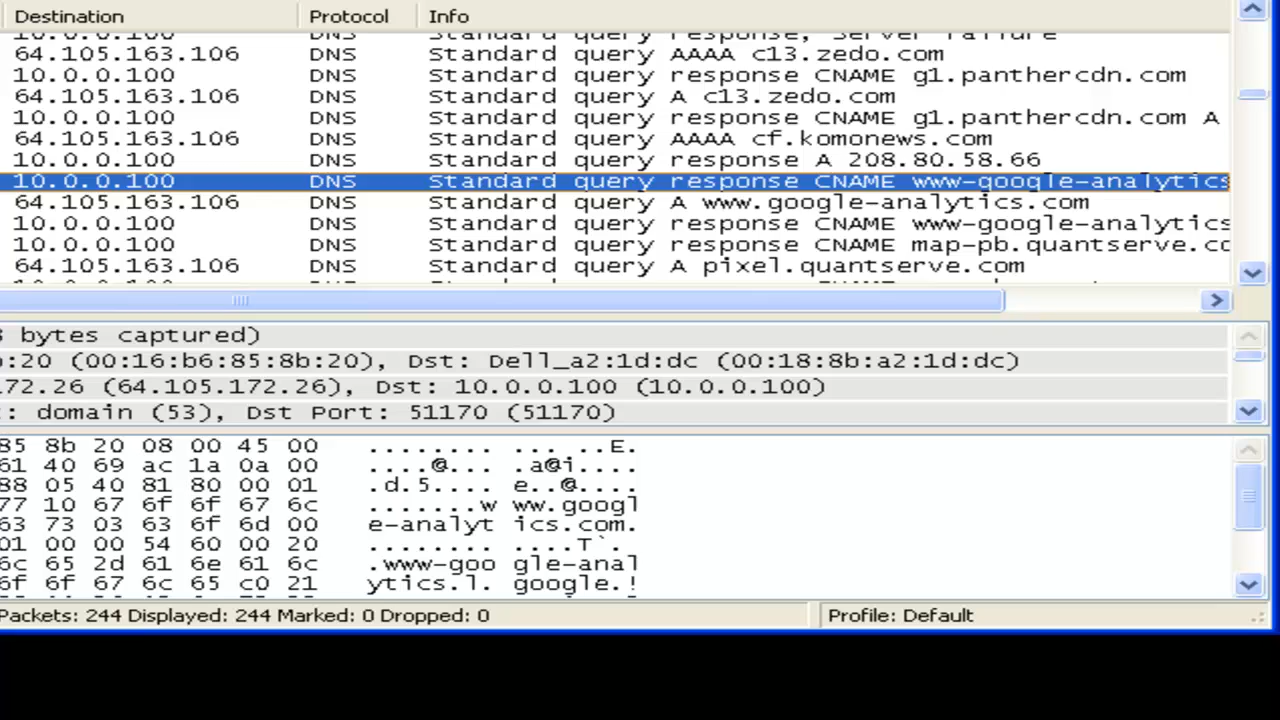 Destination Protocol Info
10.0.0.100 DNS Standard query response, Server failure
64.105.163.106 DNS Standard query AAAA c13.zedo.com
10.0.0.100 DNS Standard query response CNAME g1.panthercdn.com
64.105.163.106 DNS Standard query A c13.zedo.com
10.0.0.100 DNS Standard query response CNAME g1.panthercdn.com A
64.105.163.106 DNS Standard query AAAA cf.komonews.com
10.0.0.100 DNS Standard query response A 208.80.58.66
10.0.0.100 DNS Standard query response CNAME www-google-analytics
64.105.163.106 DNS Standard query A www.google-analytics.com
10.0.0.100 DNS Standard query response CNAME www-google-analytics
10.0.0.100 DNS Standard query response CNAME map-pb.quantserve.co
64.105.163.106 DNS Standard query A pixel.quantserve.com
bytes captured)
:20 (00:16:b6:85:8b:20), Dst: Dell_a2:1d:dc (00:18:8b:a2:1d:dc)
172.26 (64.105.172.26), Dst: 10.0.0.100 (10.0.0.100)
: domain (53), Dst Port: 51170 (51170)
85 8b 20 08 00 45 00 ........ ... ...E.
61 40 69 ac 1a 0a 00 ....@... .a@i....
88 05 40 81 80 00 01 .d.5.... e..@....
77 10 67 6f 6f 67 6c .......w ww.googl
63 73 03 63 6f 6d 00 e-analyt ics.com.
01 00 00 54 60 00 20 ........ ....T`.
6c 65 2d 61 6e 61 6c .www-goo gle-anal
6f 6f 67 6c 65 c0 21 ytics.l. google.!
Packets: 244 Displayed: 244 Marked: 0 Dropped: 0 Profile: Default